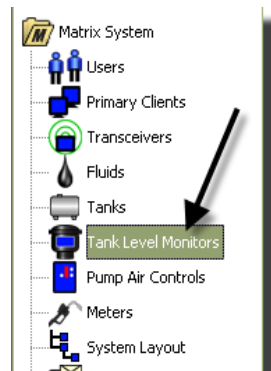 Matrix System
Users
Primary Clients
Transceivers
Fluids
Tanks
Tank Level Monitors
Pump Air Controls
Meters
System Layout